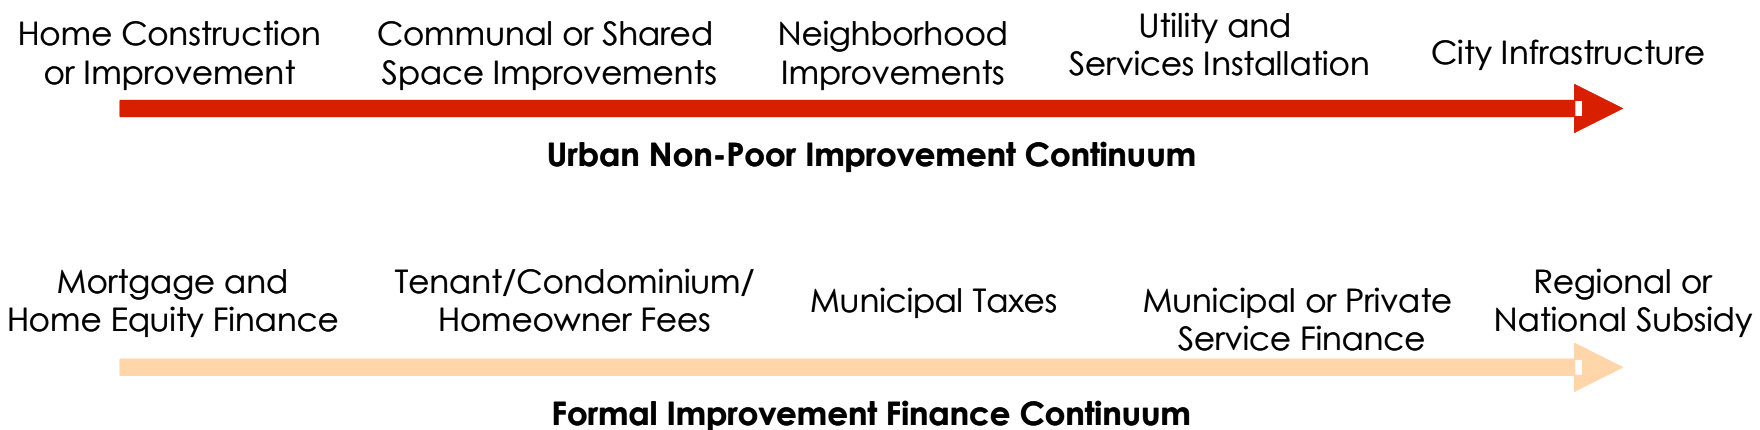 Home Construction
or Improvement
Communal or Shared
Space Improvements
Neighborhood
Improvements
Utility and
Services Installation
City Infrastructure
Urban Non-Poor Improvement Continuum
Mortgage and
Home Equity Finance
Tenant/Condominium/
Homeowner Fees
Municipal Taxes
Municipal or Private
Service Finance
Regional or
National Subsidy
Formal Improvement Finance Continuum